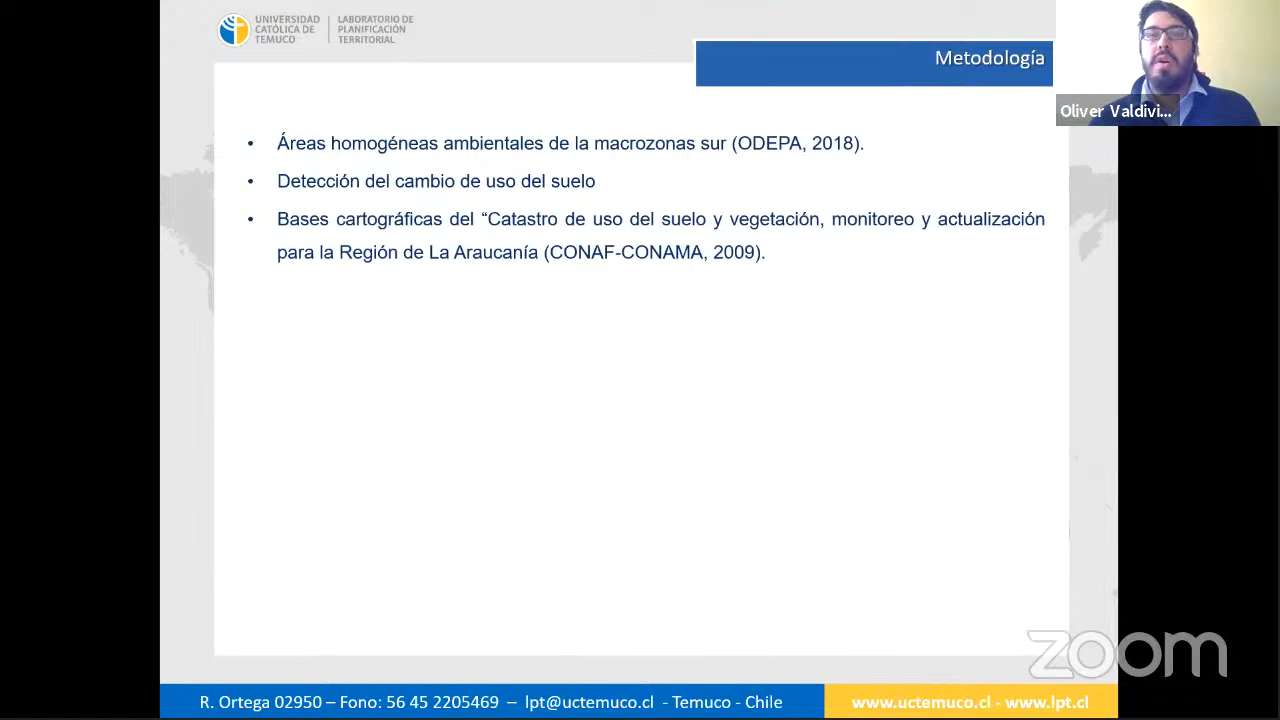 UNIVERSIDAD
CATÓLICA DE
TEMUCO
LABORATORIO DE
PLANIFICACIÓN
TERRITORIAL
Metodología
Oliver Valdivi...
• Áreas homogéneas ambientales de la macrozonas sur (ODEPA, 2018).
• Detección del cambio de uso del suelo
• Bases cartográficas del “Catastro de uso del suelo y vegetación, monitoreo y actualización
para la Región de La Araucanía (CONAF-CONAMA, 2009).
zoom
R. Ortega 02950 – Fono: 56 45 2205469 – lpt@uctemuco.cl - Temuco - Chile
www.uctemuco.cl - www.lpt.cl